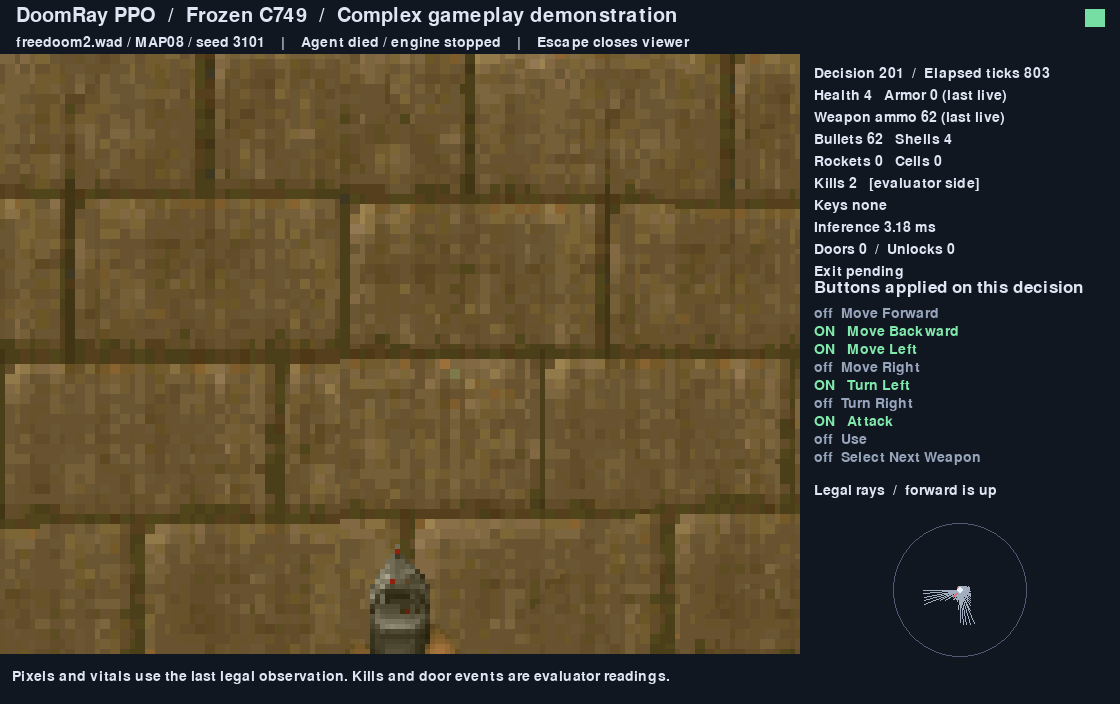 DoomRay PPO / Frozen C749 / Complex gameplay demonstration
freedoom2.wad / MAP08 / seed 3101 | Agent died / engine stopped | Escape closes viewer
Decision 201 / Elapsed ticks 803
Health 4 Armor 0 (last live)
Weapon ammo 62 (last live)
Bullets 62 Shells 4
Rockets 0 Cells 0
Kills 2 [evaluator side]
Keys none
Inference 3.18 ms
Doors 0 / Unlocks 0
Exit pending
Buttons applied on this decision
off Move Forward
ON Move Backward
ON Move Left
off Move Right
ON Turn Left
off Turn Right
ON Attack
off Use
off Select Next Weapon
Legal rays / forward is up
Pixels and vitals use the last legal observation. Kills and door events are evaluator readings.